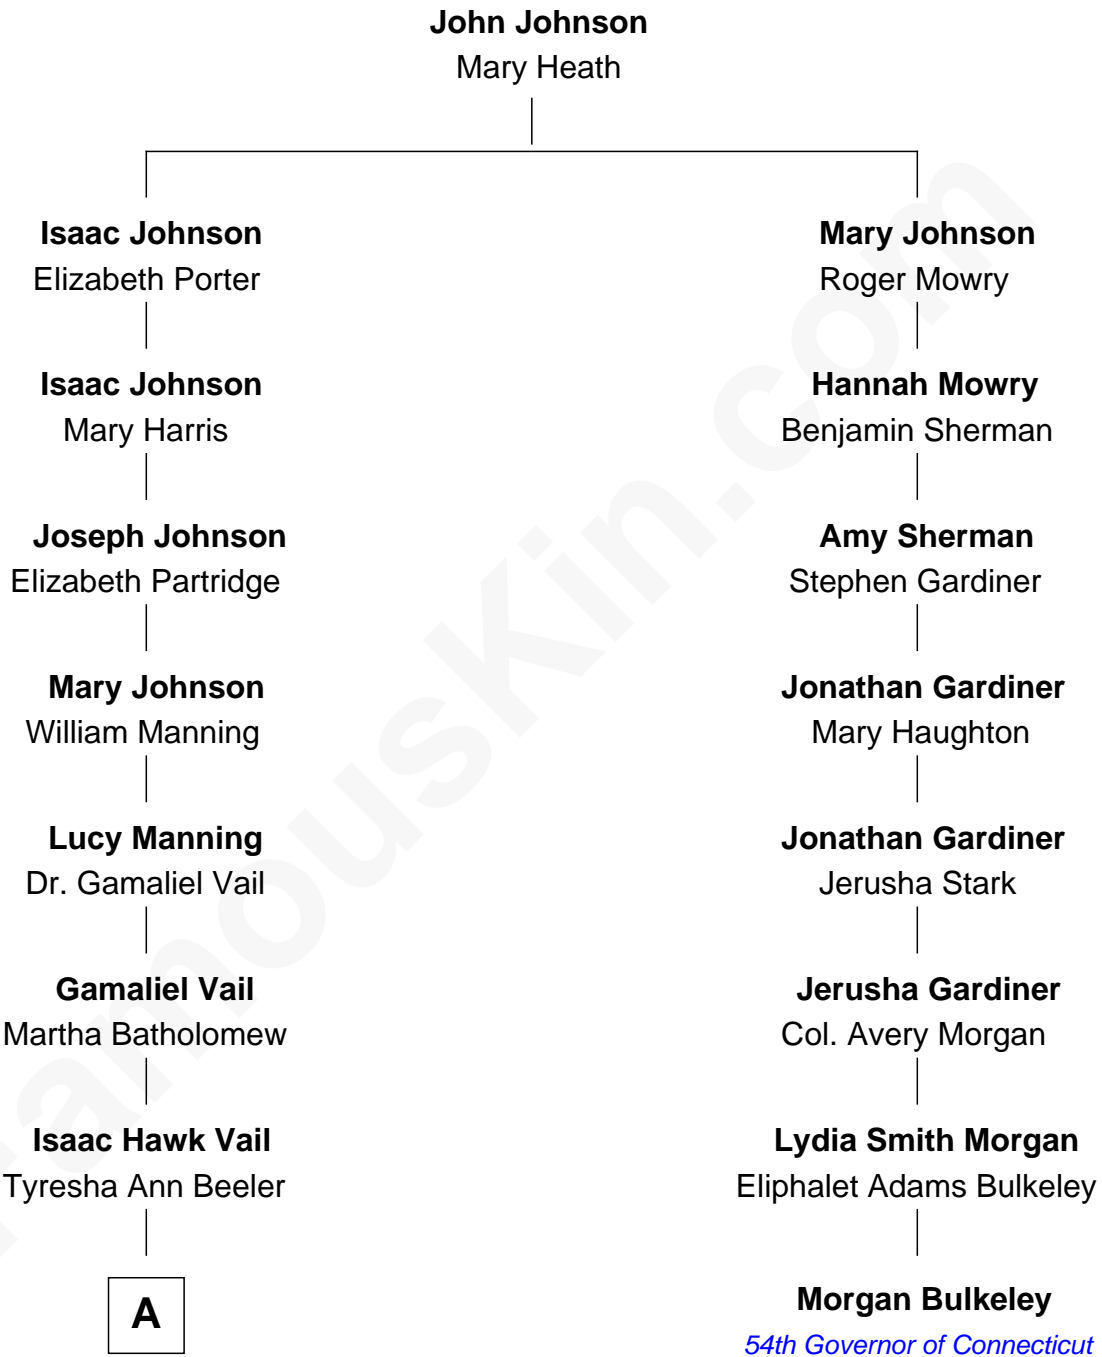 John Johnson
Mary Heath
Isaac Johnson
Elizabeth Porter
Mary Johnson
Roger Mowry
Isaac Johnson
Mary Harris
Hannah Mowry
Benjamin Sherman
Joseph Johnson
Elizabeth Partridge
Amy Sherman
Stephen Gardiner
Mary Johnson
William Manning
Jonathan Gardiner
Mary Haughton
Lucy Manning
Dr. Gamaliel Vail
Jonathan Gardiner
Jerusha Stark
Gamaliel Vail
Martha Batholomew
Jerusha Gardiner
Col. Avery Morgan
Isaac Hawk Vail
Tyresha Ann Beeler
Lydia Smith Morgan
Eliphalet Adams Bulkeley
A
Morgan Bulkeley
54th Governor of Connecticut
FamousKin.com